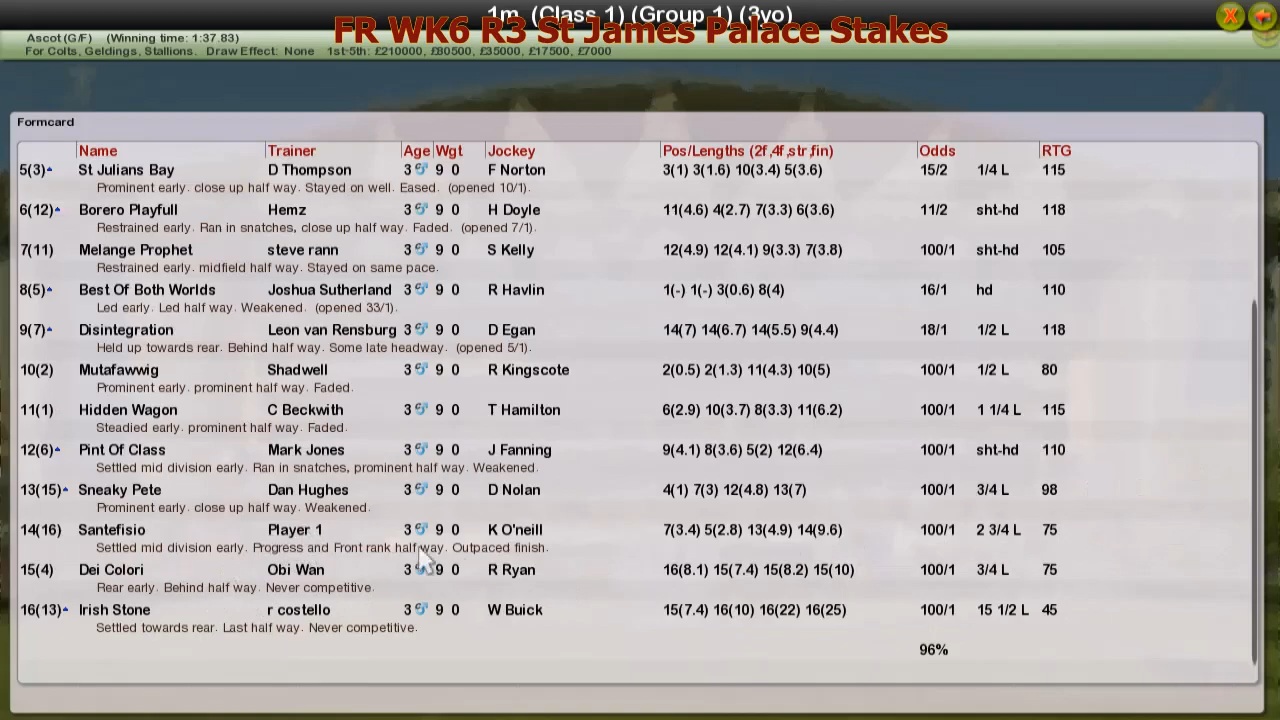 1m (Class 1) (Group 1) (3yo)
FR WK6 R3 St James Palace Stakes
Ascot(G/F) (Winning time: 1:37.83)
For Colts, Geldings, Stallions. Draw Effect: None 1st-5th: £210000, £80500, £35000, £17500, £7000
Formcard
Name Trainer Age Wgt Jockey Pos/Lengths (2f,4f,str,fin) Odds RTG
5(3) St Julians Bay D Thompson 3 9 0 F Norton 3(1) 3(1.6) 10(3.4) 5(3.6) 15/2 1/4 L 115
Prominent early. close up half way. Stayed on well. Eased. (opened 10/1).
6(12) Borero Playfull Hemz 3 9 0 H Doyle 11(4.6) 4(2.7) 7(3.3) 6(3.6) 11/2 sht-hd 118
Restrained early. Ran in snatches, close up half way. Faded. (opened 7/1).
7(11) Melange Prophet steve rann 3 9 0 S Kelly 12(4.9) 12(4.1) 9(3.3) 7(3.8) 100/1 sht-hd 105
Restrained early. midfield half way. Stayed on same pace.
8(5) Best Of Both Worlds Joshua Sutherland 3 9 0 R Havlin 1(-) 1(-) 3(0.6) 8(4) 16/1 hd 110
Led early. Led half way. Weakened. (opened 33/1).
9(7) Disintegration Leon van Rensburg 3 9 0 D Egan 14(7) 14(6.7) 14(5.5) 9(4.4) 18/1 1/2 L 118
Held up towards rear. Behind half way. Some late headway. (opened 5/1).
10(2) Mutafawwig Shadwell 3 9 0 R Kingscote 2(0.5) 2(1.3) 11(4.3) 10(5) 100/1 1/2 L 80
Prominent early. prominent half way. Faded.
11(1) Hidden Wagon C Beckwith 3 9 0 T Hamilton 6(2.9) 10(3.7) 8(3.3) 11(6.2) 100/1 1 1/4 L 115
Steadied early. prominent half way. Faded.
12(6) Pint Of Class Mark Jones 3 9 0 J Fanning 9(4.1) 8(3.6) 5(2) 12(6.4) 100/1 sht-hd 110
Settled mid division early. Ran in snatches, prominent half way. Weakened.
13(15) Sneaky Pete Dan Hughes 3 9 0 D Nolan 4(1) 7(3) 12(4.8) 13(7) 100/1 3/4 L 98
Prominent early. close up half way. Weakened.
14(16) Santefisio Player 1 3 9 0 K O'neill 7(3.4) 5(2.8) 13(4.9) 14(9.6) 100/1 2 3/4 L 75
Settled mid division early. Progress and Front rank half way. Outpaced finish.
15(4) Dei Colori Obi Wan 3 9 0 R Ryan 16(8.1) 15(7.4) 15(8.2) 15(10) 100/1 3/4 L 75
Rear early. Behind half way. Never competitive.
16(13) Irish Stone r costello 3 9 0 W Buick 15(7.4) 16(10) 16(22) 16(25) 100/1 15 1/2 L 45
Settled towards rear. Last half way. Never competitive.
96%